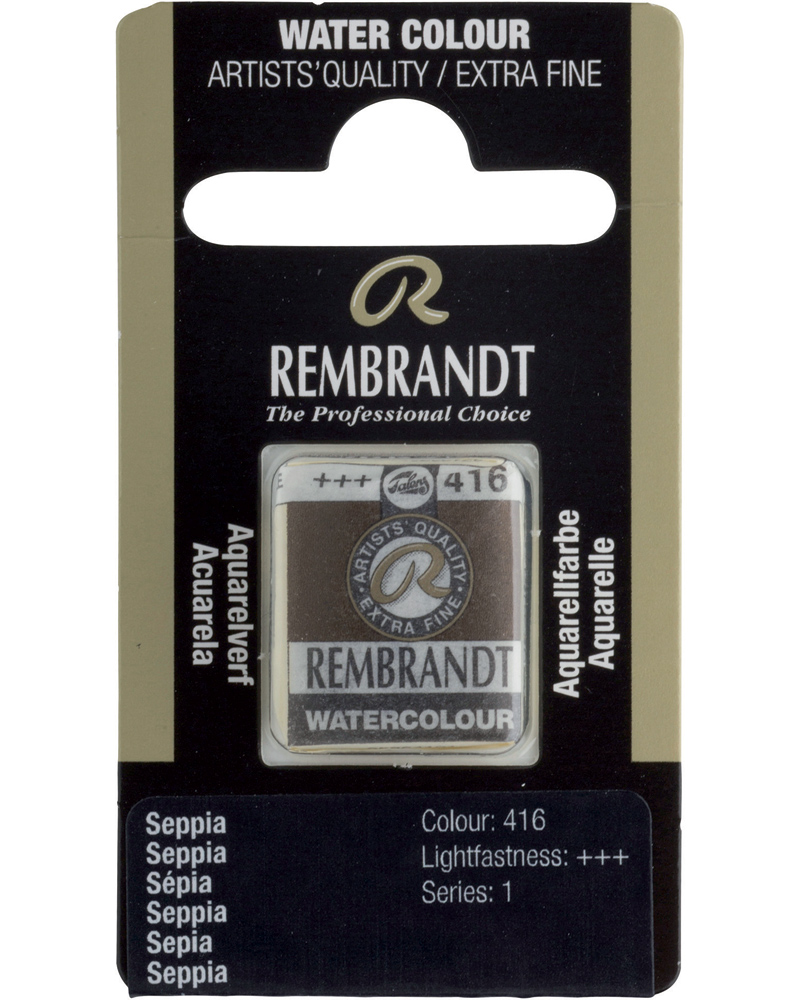 WATER COLOUR
ARTISTS' QUALITY / EXTRA FINE
R
REMBRANDT
The Professional Choice
E +++ Talens 416
ARTISTS' QUALITY
R
EXTRA FINE
REMBRANDT
WATERCOLOUR
Aquarelverf
Acuarela
Aquarellfarbe
Aquarelle
Seppia
Seppia
Sépia
Seppia
Sepia
Seppia
Colour: 416
Lightfastness: +++
Series: 1